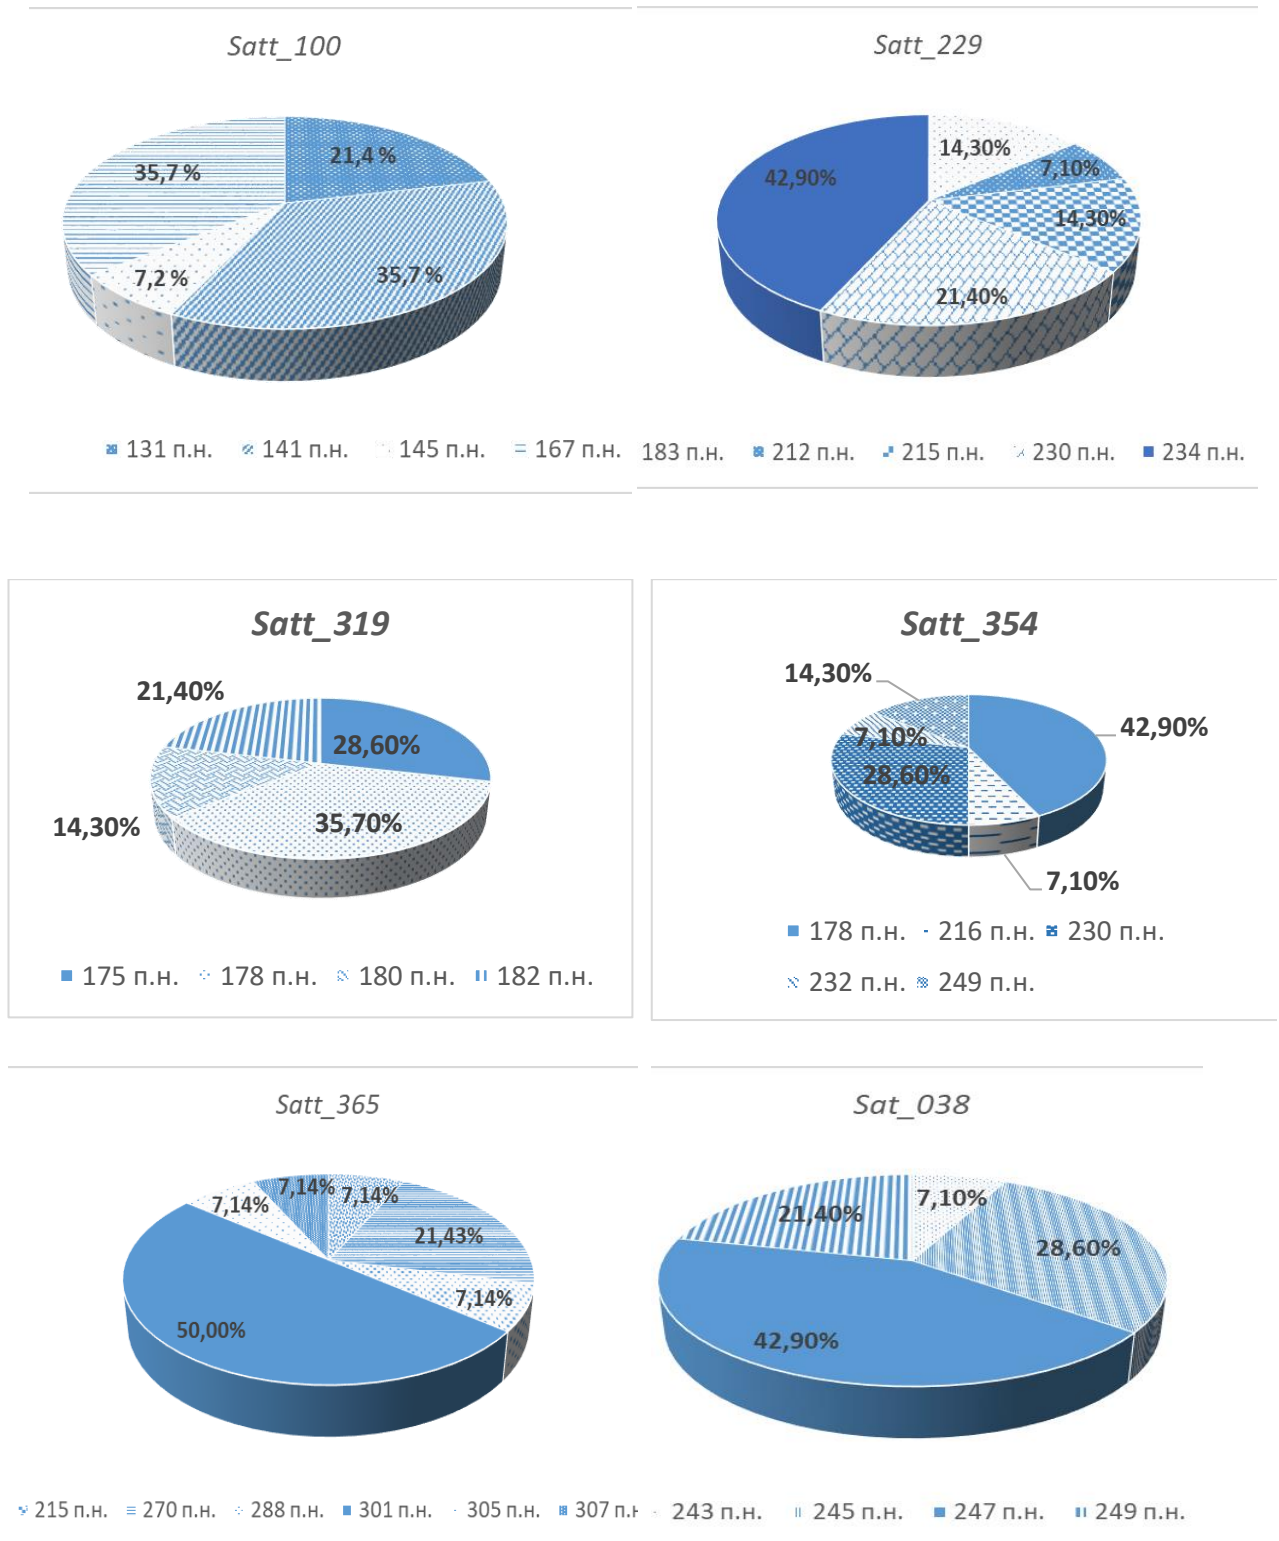 Satt_100
21,4 %
35,7 %
7,2 %
35,7 %
131 п.н. 141 п.н. 145 п.н. 167 п.н.
Satt_229
14,30%
7,10%
14,30%
21,40%
42,90%
183 п.н. 212 п.н. 215 п.н. 230 п.н. 234 п.н.
Satt_319
21,40%
28,60%
35,70%
14,30%
175 п.н. 178 п.н. 180 п.н. 182 п.н.
Satt_354
14,30%
42,90%
7,10%
28,60%
7,10%
178 п.н. 216 п.н. 230 п.н.
232 п.н. 249 п.н.
Satt_365
7,14%
7,14%
7,14%
21,43%
7,14%
50,00%
215 п.н. 270 п.н. 288 п.н. 301 п.н. 305 п.н. 307 п.н
Sat_038
7,10%
21,40%
28,60%
42,90%
243 п.н. 245 п.н. 247 п.н. 249 п.н.